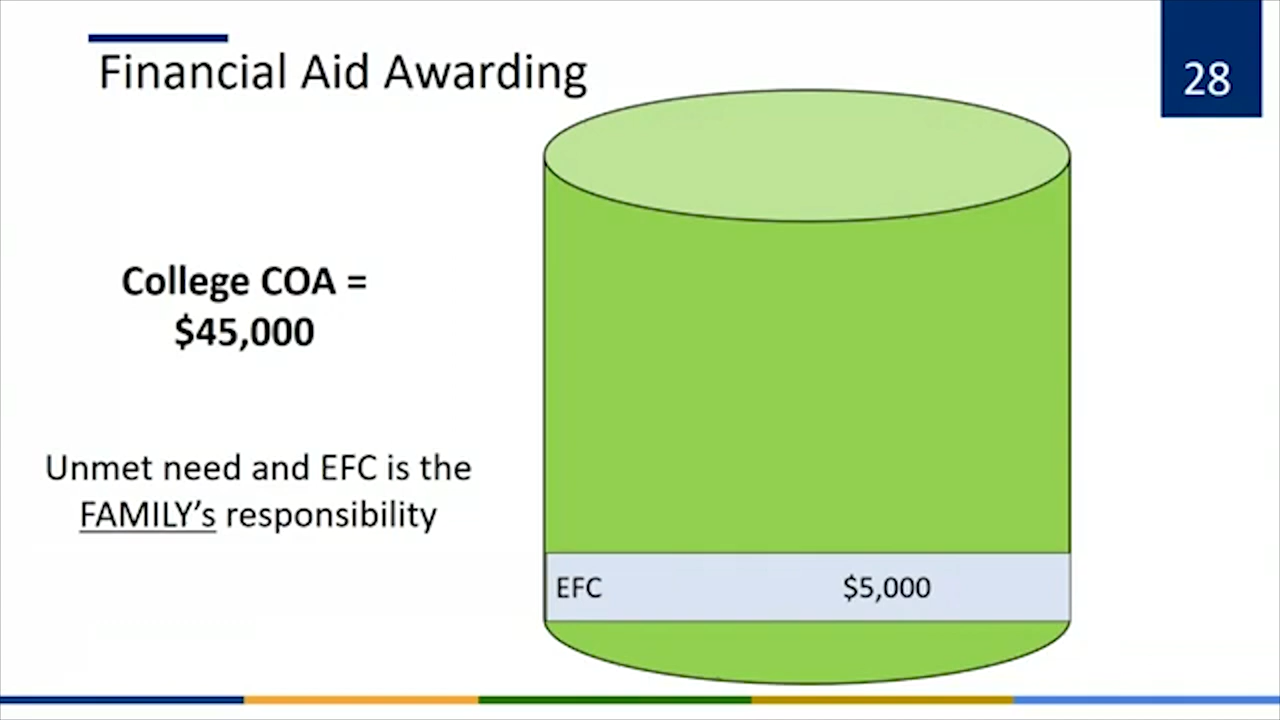 Financial Aid Awarding
28
College COA =
$45,000
Unmet need and EFC is the
FAMILY’s responsibility
EFC $5,000